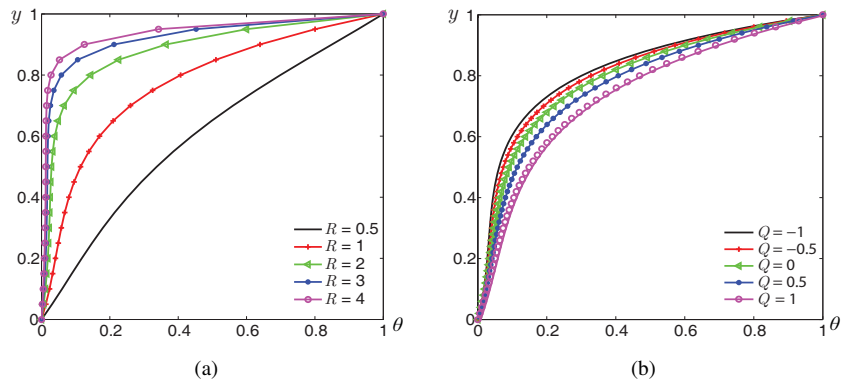 y
1
0.8
0.6
0.4
0.2
0
0
0.2
0.4
0.6
0.8
1
θ
R = 0.5
R = 1
R = 2
R = 3
R = 4
(a)
y
1
0.8
0.6
0.4
0.2
0
0
0.2
0.4
0.6
0.8
1
θ
Q = −1
Q = −0.5
Q = 0
Q = 0.5
Q = 1
(b)